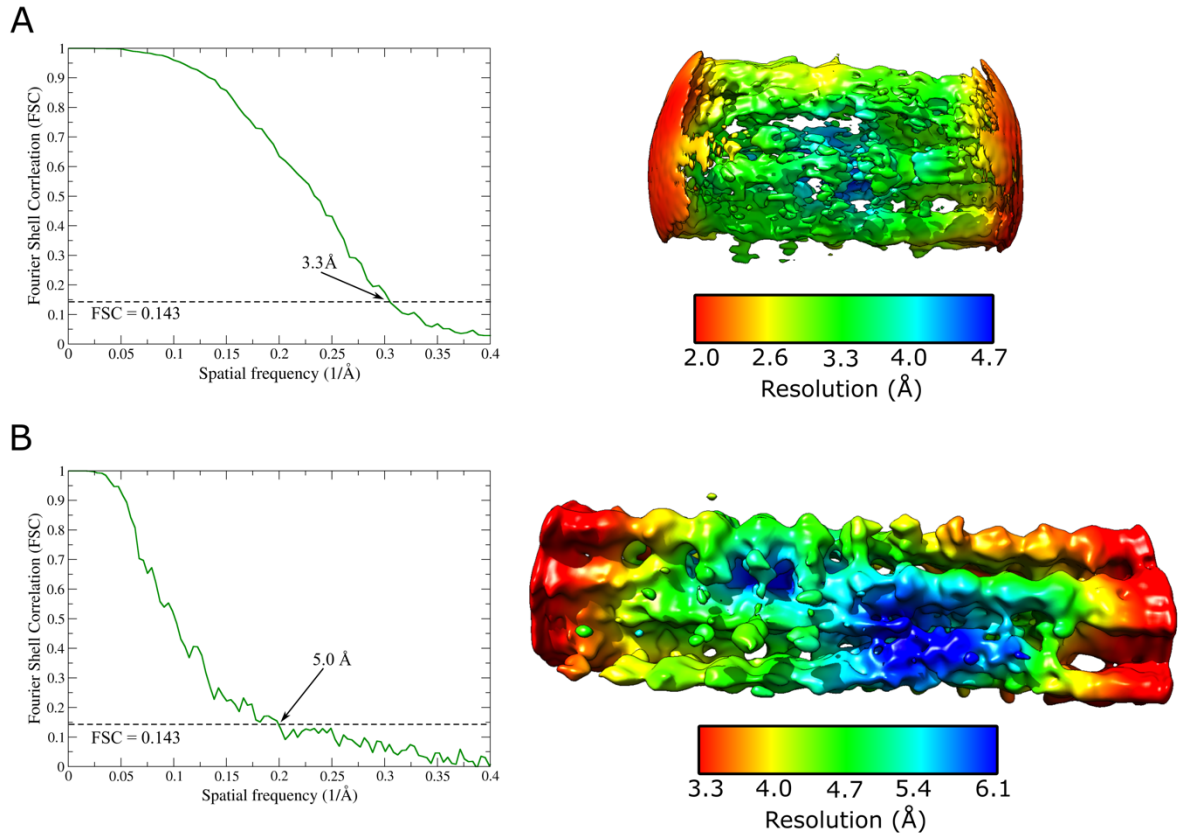 A
Fourier Shell Corrleation (FSC)
1
0.9
0.8
0.7
0.6
0.5
0.4
0.3
0.2
0.1
0
3.3Å
FSC = 0.143
0 0.05 0.1 0.15 0.2 0.25 0.3 0.35 0.4
Spatial frequency (1/Å)
2.0 2.6 3.3 4.0 4.7
Resolution (Å)
B
Fourier Shell Correlation (FSC)
1
0.9
0.8
0.7
0.6
0.5
0.4
0.3
0.2
0.1
0
5.0 Å
FSC = 0.143
0 0.05 0.1 0.15 0.2 0.25 0.3 0.35 0.4
Spatial frequency (1/Å)
3.3 4.0 4.7 5.4 6.1
Resolution (Å)